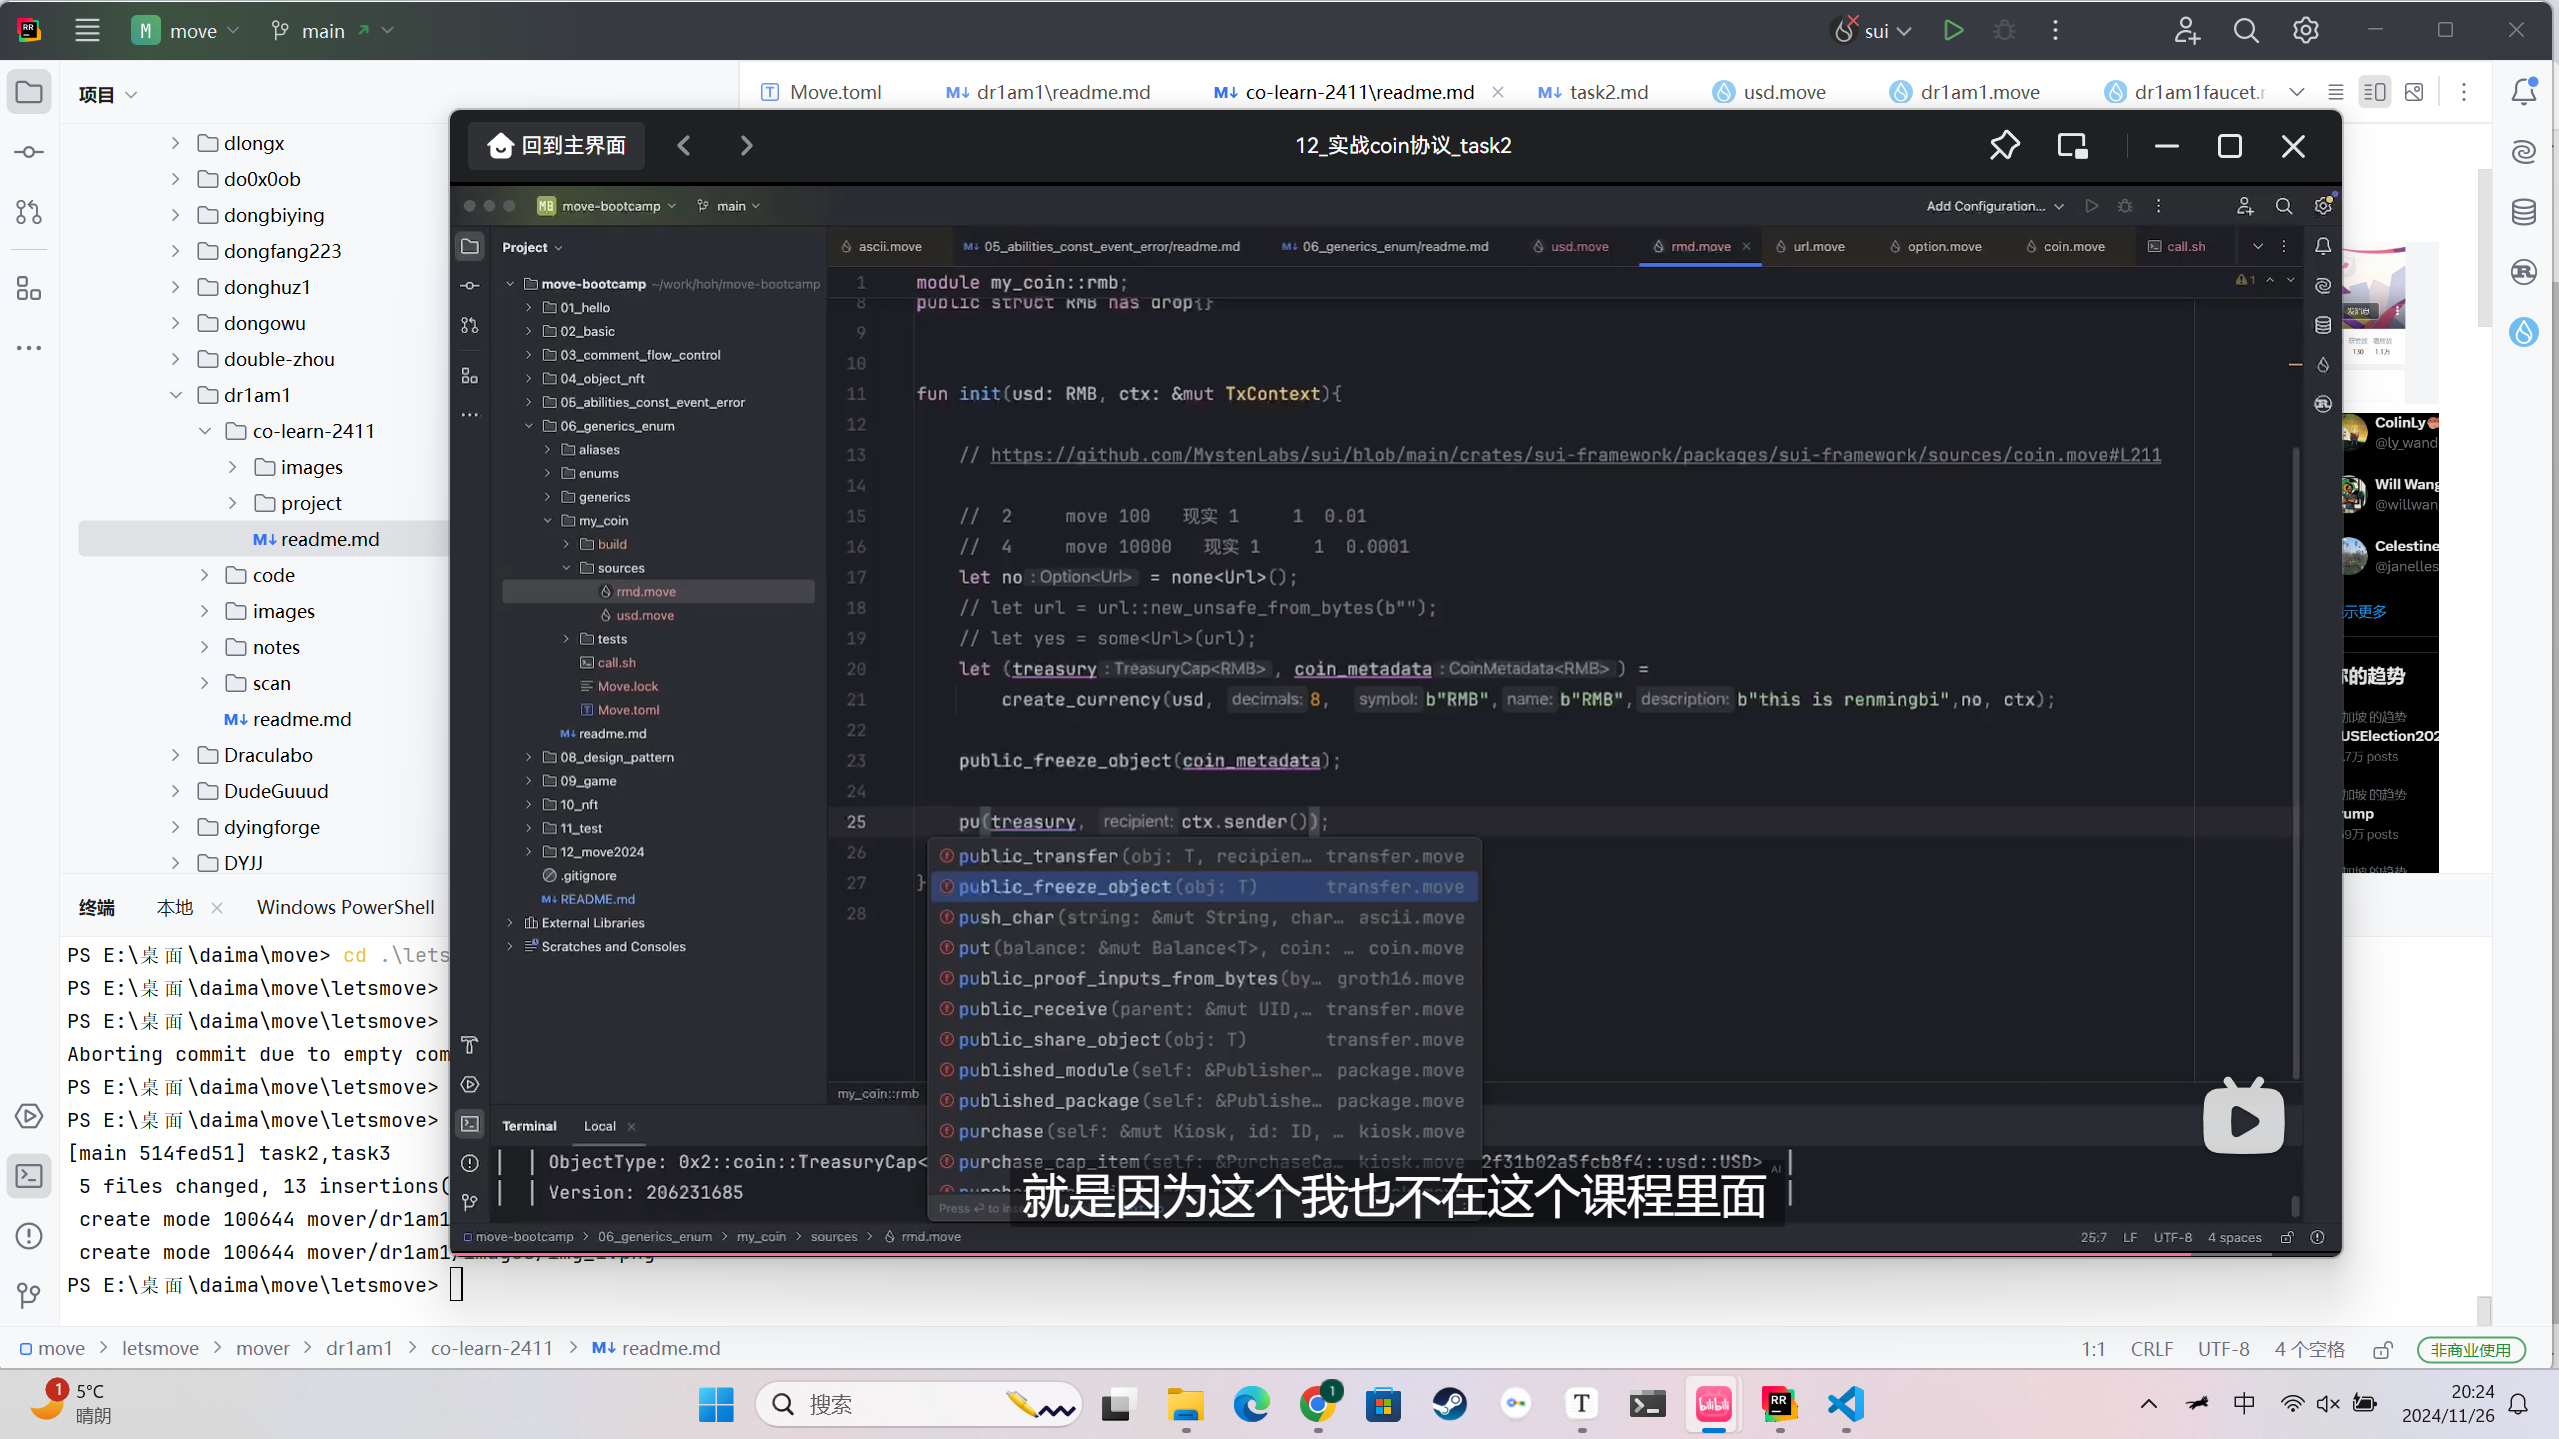 move
main
sui
项目
Move.toml
dr1am1\readme.md
co-learn-2411\readme.md
task2.md
usd.move
dr1am1.move
dr1am1faucet.r
dlongx
do0x0ob
dongbiying
dongfang223
donghuz1
dongowu
double-zhou
dr1am1
co-learn-2411
images
project
readme.md
code
images
notes
scan
readme.md
Draculabo
DudeGuuud
dyingforge
DYJJ
回到主界面
12_实战coin协议_task2
MB move-bootcamp
main
Add Configuration...
Project
ascii.move
05_abilities_const_event_error/readme.md
06_generics_enum/readme.md
usd.move
rmd.move
url.move
option.move
coin.move
call.sh
move-bootcamp ~/work/hoh/move-bootcamp
01_hello
02_basic
03_comment_flow_control
04_object_nft
05_abilities_const_event_error
06_generics_enum
aliases
enums
generics
my_coin
build
sources
rmd.move
usd.move
tests
call.sh
Move.lock
Move.toml
readme.md
08_design_pattern
09_game
10_nft
11_test
12_move2024
.gitignore
README.md
External Libraries
Scratches and Consoles
1 module my_coin::rmb;
8 public struct RMB has drop{}
9
10
11 fun init(usd: RMB, ctx: &mut TxContext){
12
13 // https://github.com/MystenLabs/sui/blob/main/crates/sui-framework/packages/sui-framework/sources/coin.move#L211
14
15 // 2 move 100 现实 1 1 0.01
16 // 4 move 10000 现实 1 1 0.0001
17 let no : Option<Url> = none<Url>();
18 // let url = url::new_unsafe_from_bytes(b"");
19 // let yes = some<Url>(url);
20 let (treasury : TreasuryCap<RMB> , coin_metadata : CoinMetadata<RMB> ) =
21 create_currency(usd, decimals: 8, symbol: b"RMB", name: b"RMB", description: b"this is renmingbi",no, ctx);
22
23 public_freeze_object(coin_metadata);
24
25 pu(treasury, recipient: ctx.sender());
26
27 }
28
public_transfer(obj: T, recipien... transfer.move
public_freeze_object(obj: T) transfer.move
push_char(string: &mut String, char... ascii.move
put(balance: &mut Balance<T>, coin: … coin.move
public_proof_inputs_from_bytes(by… groth16.move
public_receive(parent: &mut UID,… transfer.move
public_share_object(obj: T) transfer.move
published_module(self: &Publisher… package.move
published_package(self: &Publishe… package.move
purchase(self: &mut Kiosk, id: ID, … kiosk.move
purchase_cap_item(self: &PurchaseCa… kiosk.move
my_coin::rmb
Terminal
Local
| | ObjectType: 0x2::coin::TreasuryCap<
2f31b02a5fcb8f4::usd::USD> |
| | Version: 206231685
就是因为这个我也不在这个课程里面
move-bootcamp > 06_generics_enum > my_coin > sources > rmd.move
25:7 LF UTF-8 4 spaces
ColinLy
@ly_wand
Will Wang
@willwan
Celestine
@janelles
示更多
的趋势
加坡 的趋势
USElection202
7万 posts
加坡 的趋势
ump
9万 posts
终端
本地
Windows PowerShell
PS E:\桌面\daima\move> cd .\lets
PS E:\桌面\daima\move\letsmove>
PS E:\桌面\daima\move\letsmove>
Aborting commit due to empty com
PS E:\桌面\daima\move\letsmove>
PS E:\桌面\daima\move\letsmove>
[main 514fed51] task2,task3
5 files changed, 13 insertions(
create mode 100644 mover/dr1am1
create mode 100644 mover/dr1am1/images/img_1.png
PS E:\桌面\daima\move\letsmove>
move > letsmove > mover > dr1am1 > co-learn-2411 > readme.md
1:1 CRLF UTF-8 4 个空格
非商业使用
1
5°C
晴朗
搜索
1
bilibili
中
20:24
2024/11/26